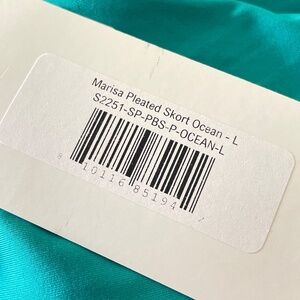 Marisa Pleated Skort Ocean - L
S2251-SP-PBS-P-OCEAN-L
8 10116 85194